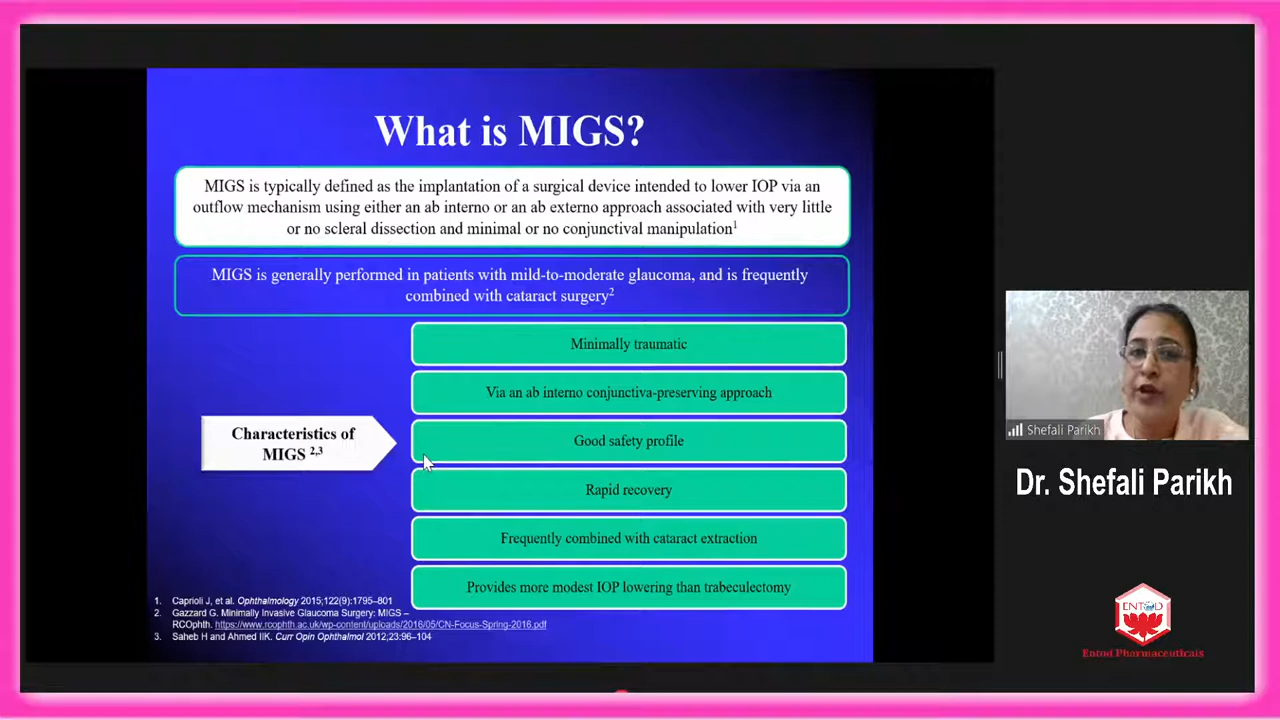 What is MIGS?
MIGS is typically defined as the implantation of a surgical device intended to lower IOP via an
outflow mechanism using either an ab interno or an ab externo approach associated with very little
or no scleral dissection and minimal or no conjunctival manipulation1
MIGS is generally performed in patients with mild-to-moderate glaucoma, and is frequently
combined with cataract surgery2
Characteristics of
MIGS 2,3
Minimally traumatic
Via an ab interno conjunctiva-preserving approach
Good safety profile
Rapid recovery
Frequently combined with cataract extraction
Provides more modest IOP lowering than trabeculectomy
1. Caprioli J, et al. Ophthalmology 2015;122(9):1795–801
2 Gazzard G. Minimally Invasive Glaucoma Surgery: MIGS –
RCOphth. https://www.rcophth.ac.uk/wp-content/uploads/2016/05/CN-Focus-Spring-2016.pdf
3. Saheb H and Ahmed IIK. Curr Opin Ophthalmol 2012;23:96–104
Shefali Parikh
Dr. Shefali Parikh
ENTOD
Entod Pharmaceuticals